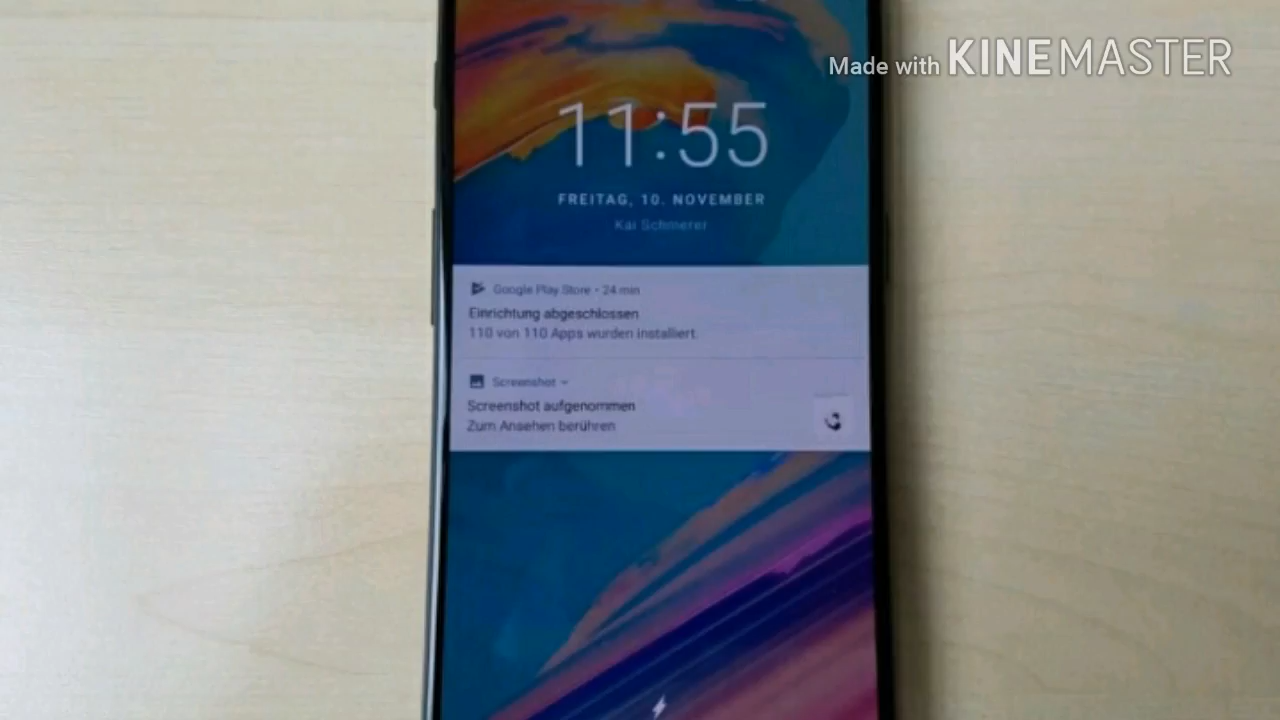 Made with KINEMASTER
11:55
FREITAG, 10. NOVEMBER
Kai Schmerer
Google Play Store • 24 min
Einrichtung abgeschlossen
110 von 110 Apps wurden installiert.
Screenshot
Screenshot aufgenommen
Zum Ansehen berühren